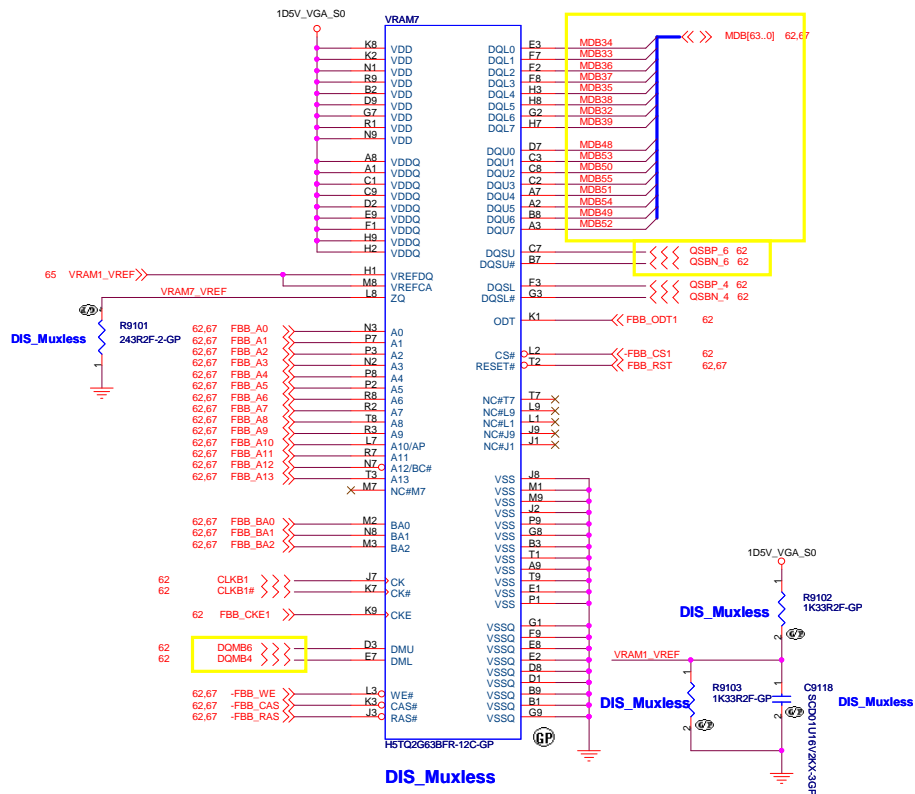 1D5V_VGA_S0
VRAM7
K8 VDD
K2 VDD
N1 VDD
R9 VDD
B2 VDD
D9 VDD
G7 VDD
R1 VDD
N9 VDD
A8 VDDQ
A1 VDDQ
C1 VDDQ
C9 VDDQ
D2 VDDQ
E9 VDDQ
F1 VDDQ
H9 VDDQ
H2 VDDQ
65 VRAM1_VREF H1 VREFDQ
M8 VREFCA
VRAM7_VREF L8 ZQ
DIS_Muxless
R9101
243R2F-2-GP
1
62,67 FBB_A0 N3 A0
62,67 FBB_A1 P7 A1
62,67 FBB_A2 P3 A2
62,67 FBB_A3 N2 A3
62,67 FBB_A4 P8 A4
62,67 FBB_A5 P2 A5
62,67 FBB_A6 R8 A6
62,67 FBB_A7 R2 A7
62,67 FBB_A8 T8 A8
62,67 FBB_A9 R3 A9
62,67 FBB_A10 L7 A10/AP
62,67 FBB_A11 R7 A11
62,67 FBB_A12 N7 A12/BC#
62,67 FBB_A13 T3 A13
M7 NC#M7
62,67 FBB_BA0 M2 BA0
62,67 FBB_BA1 N8 BA1
62,67 FBB_BA2 M3 BA2
62 CLKB1 J7 CK
62 CLKB1# K7 CK#
62 FBB_CKE1 K9 CKE
62 DQMB6 D3 DMU
62 DQMB4 E7 DML
62,67 -FBB_WE L3 WE#
62,67 -FBB_CAS K3 CAS#
62,67 -FBB_RAS J3 RAS#
DQL0 E3 MDB34
DQL1 F7 MDB33
DQL2 F2 MDB36
DQL3 F8 MDB37
DQL4 H3 MDB35
DQL5 H8 MDB38
DQL6 G2 MDB32
DQL7 H7 MDB39
MDB[63..0] 62,67
DQU0 D7 MDB48
DQU1 C3 MDB53
DQU2 C8 MDB50
DQU3 C2 MDB55
DQU4 A7 MDB51
DQU5 A2 MDB54
DQU6 B8 MDB49
DQU7 A3 MDB52
DQSU C7 QSBP_6 62
DQSU# B7 QSBN_6 62
DQSL F3 QSBP_4 62
DQSL# G3 QSBN_4 62
ODT K1 FBB_ODT1 62
CS# L2 -FBB_CS1 62
RESET# T2 FBB_RST 62,67
NC#T7 T7
NC#L9 L9
NC#L1 L1
NC#J9 J9
NC#J1 J1
VSS J8
VSS M1
VSS M9
VSS J2
VSS P9
VSS G8
VSS B3
VSS T1
VSS A9
VSS T9
VSS E1
VSS P1
VSSQ G1
VSSQ F9
VSSQ E8
VSSQ E2
VSSQ D8
VSSQ D1
VSSQ B9
VSSQ B1
VSSQ G9
H5TQ2G63BFR-12C-GP
GP
DIS_Muxless
1D5V_VGA_S0
1
R9102
1K33R2F-GP
DIS_Muxless
2
VRAM1_VREF
1
R9103
1K33R2F-GP
DIS_Muxless
2
1
C9118
SCD01U16V2KX-3GP
DIS_Muxless
2